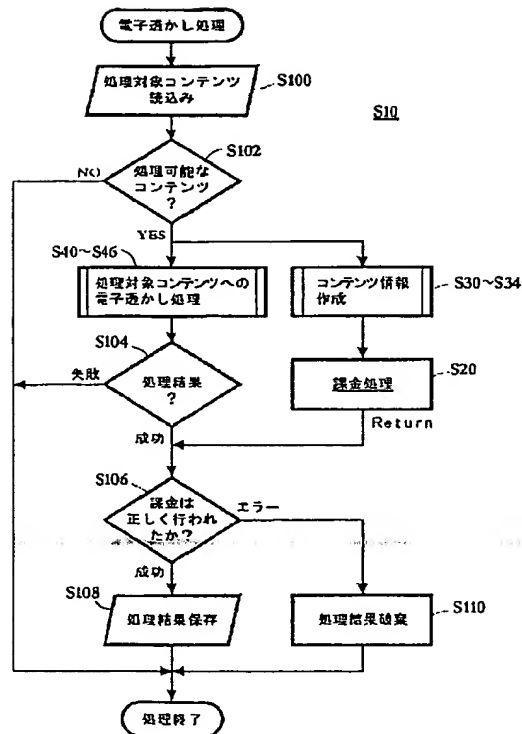 電子透かし処理
処理対象コンテンツ
読込み
S100
S10
S102
処理可能な
コンテンツ
?
NO
YES
S40~S46
処理対象コンテンツへの
電子透かし処理
コンテンツ情報
作成
S30~S34
S104
処理結果
?
失敗
成功
課金処理
S20
Return
S106
課金は
正しく行われ
たか?
エラー
成功
S108
処理結果保存
処理結果破棄
S110
処理終了